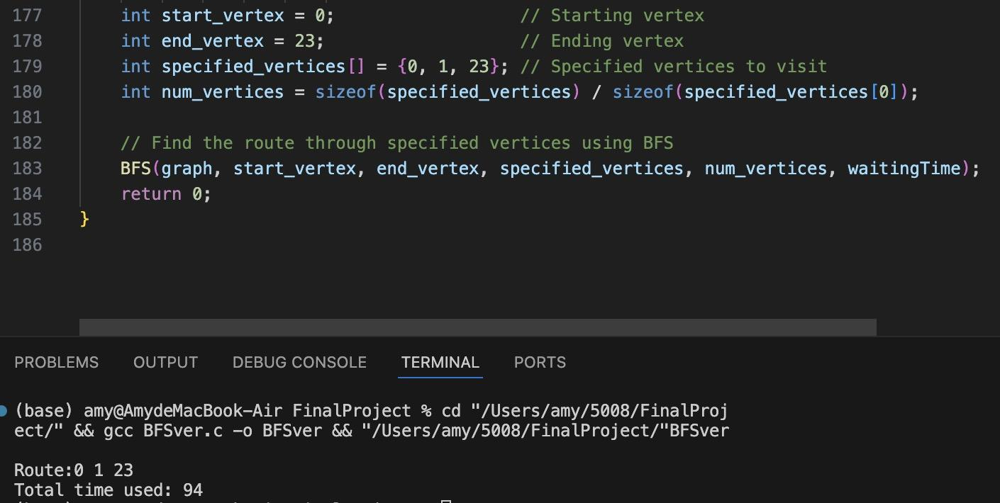 177 int start_vertex = 0; // Starting vertex
178 int end_vertex = 23; // Ending vertex
179 int specified_vertices[] = {0, 1, 23}; // Specified vertices to visit
180 int num_vertices = sizeof(specified_vertices) / sizeof(specified_vertices[0]);
181
182 // Find the route through specified vertices using BFS
183 BFS(graph, start_vertex, end_vertex, specified_vertices, num_vertices, waitingTime);
184 return 0;
185 }
186
PROBLEMS OUTPUT DEBUG CONSOLE TERMINAL PORTS
(base) amy@AmydeMacBook-Air FinalProject % cd "/Users/amy/5008/FinalProj
ect/" && gcc BFSver.c -o BFSver && "/Users/amy/5008/FinalProject/"BFSver
Route:0 1 23
Total time used: 94